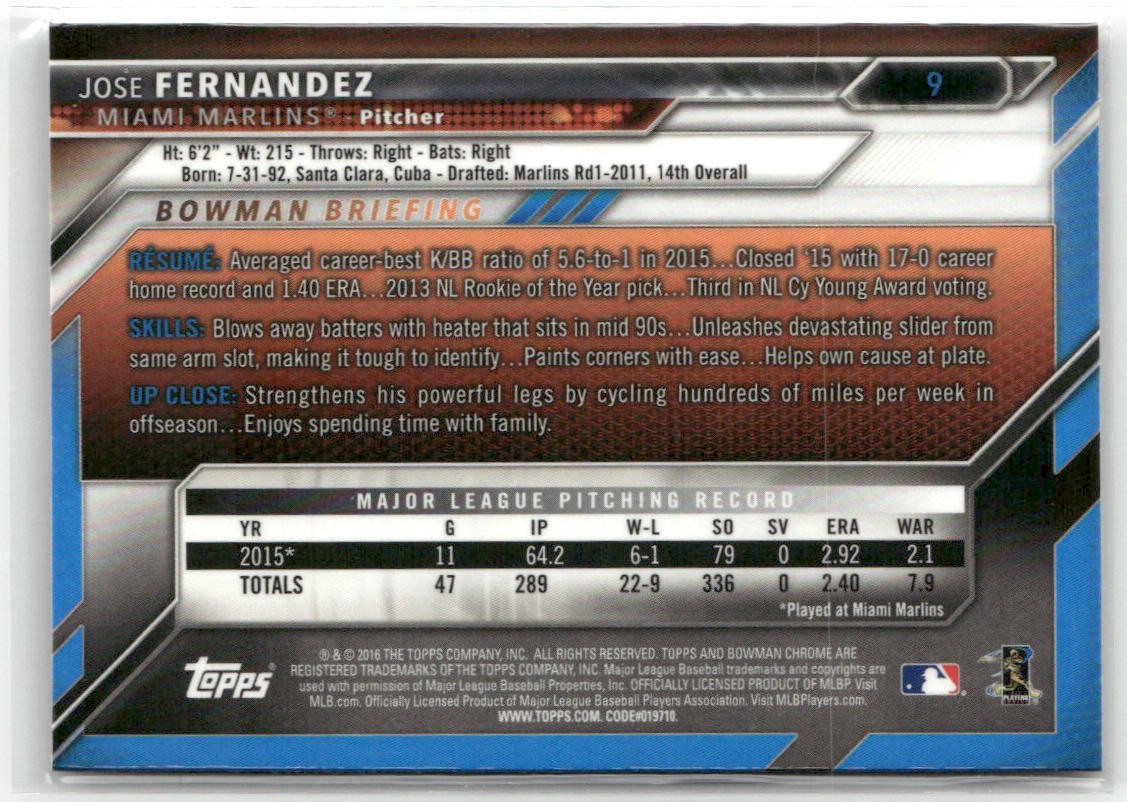 JOSE FERNANDEZ
9
MIAMI MARLINS® - Pitcher
Ht: 6'2" - Wt: 215 - Throws: Right - Bats: Right
Born: 7-31-92, Santa Clara, Cuba - Drafted: Marlins Rd1-2011, 14th Overall
BOWMAN BRIEFING
RÉSUMÉ: Averaged career-best K/BB ratio of 5.6-to-1 in 2015...Closed '15 with 17-0 career
home record and 1.40 ERA...2013 NL Rookie of the Year pick...Third in NL Cy Young Award voting.
SKILLS: Blows away batters with heater that sits in mid 90s...Unleashes devastating slider from
same arm slot, making it tough to identify...Paints corners with ease...Helps own cause at plate.
UP CLOSE: Strengthens his powerful legs by cycling hundreds of miles per week in
offseason...Enjoys spending time with family.
MAJOR LEAGUE PITCHING RECORD
YR G IP W-L SO SV ERA WAR
2015* 11 64.2 6-1 79 0 2.92 2.1
TOTALS 47 289 22-9 336 0 2.40 7.9
*Played at Miami Marlins
topps®
® & © 2016 THE TOPPS COMPANY, INC. ALL RIGHTS RESERVED. TOPPS AND BOWMAN CHROME ARE
REGISTERED TRADEMARKS OF THE TOPPS COMPANY, INC. Major League Baseball trademarks and copyrights are
used with permission of Major League Baseball Properties, Inc. OFFICIALLY LICENSED PRODUCT OF MLBP. Visit
MLB.com. Officially Licensed Product of Major League Baseball Players Association. Visit MLBPlayers.com.
WWW.TOPPS.COM. CODE#019710.
PLAYERS